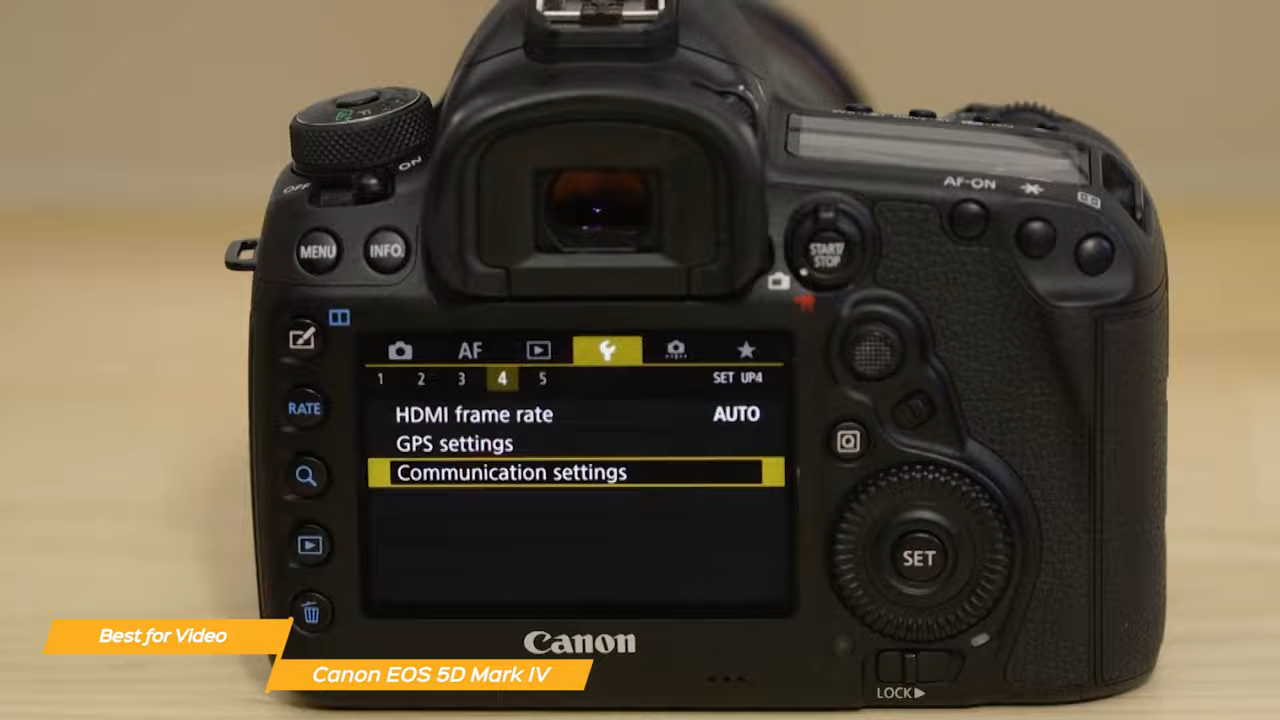 ON
OFF
MENU
INFO.
START/
STOP
AF-ON
RATE
AF
1 2 3 4 5 SET UP4
HDMI frame rate AUTO
GPS settings
Communication settings
Q
SET
Canon
LOCK
Best for Video
Canon EOS 5D Mark IV